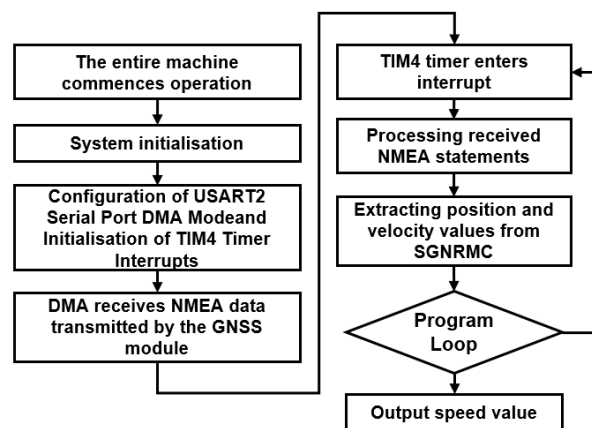 The entire machine
commences operation
System initialisation
Configuration of USART2
Serial Port DMA Modeand
Initialisation of TIM4 Timer
Interrupts
DMA receives NMEA data
transmitted by the GNSS
module
TIM4 timer enters
interrupt
Processing received
NMEA statements
Extracting position and
velocity values from
SGNRMC
Program
Loop
Output speed value